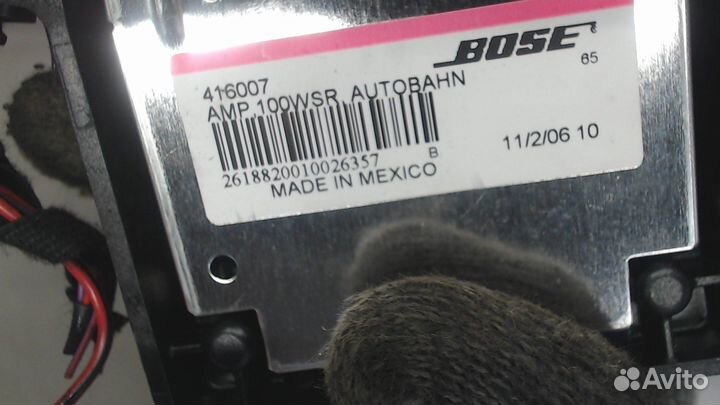 BOSE
65
416007
AMP, 100WSR, AUTOBAHN
B
2618820010026357
11/2/06 10
MADE IN MEXICO
Avito